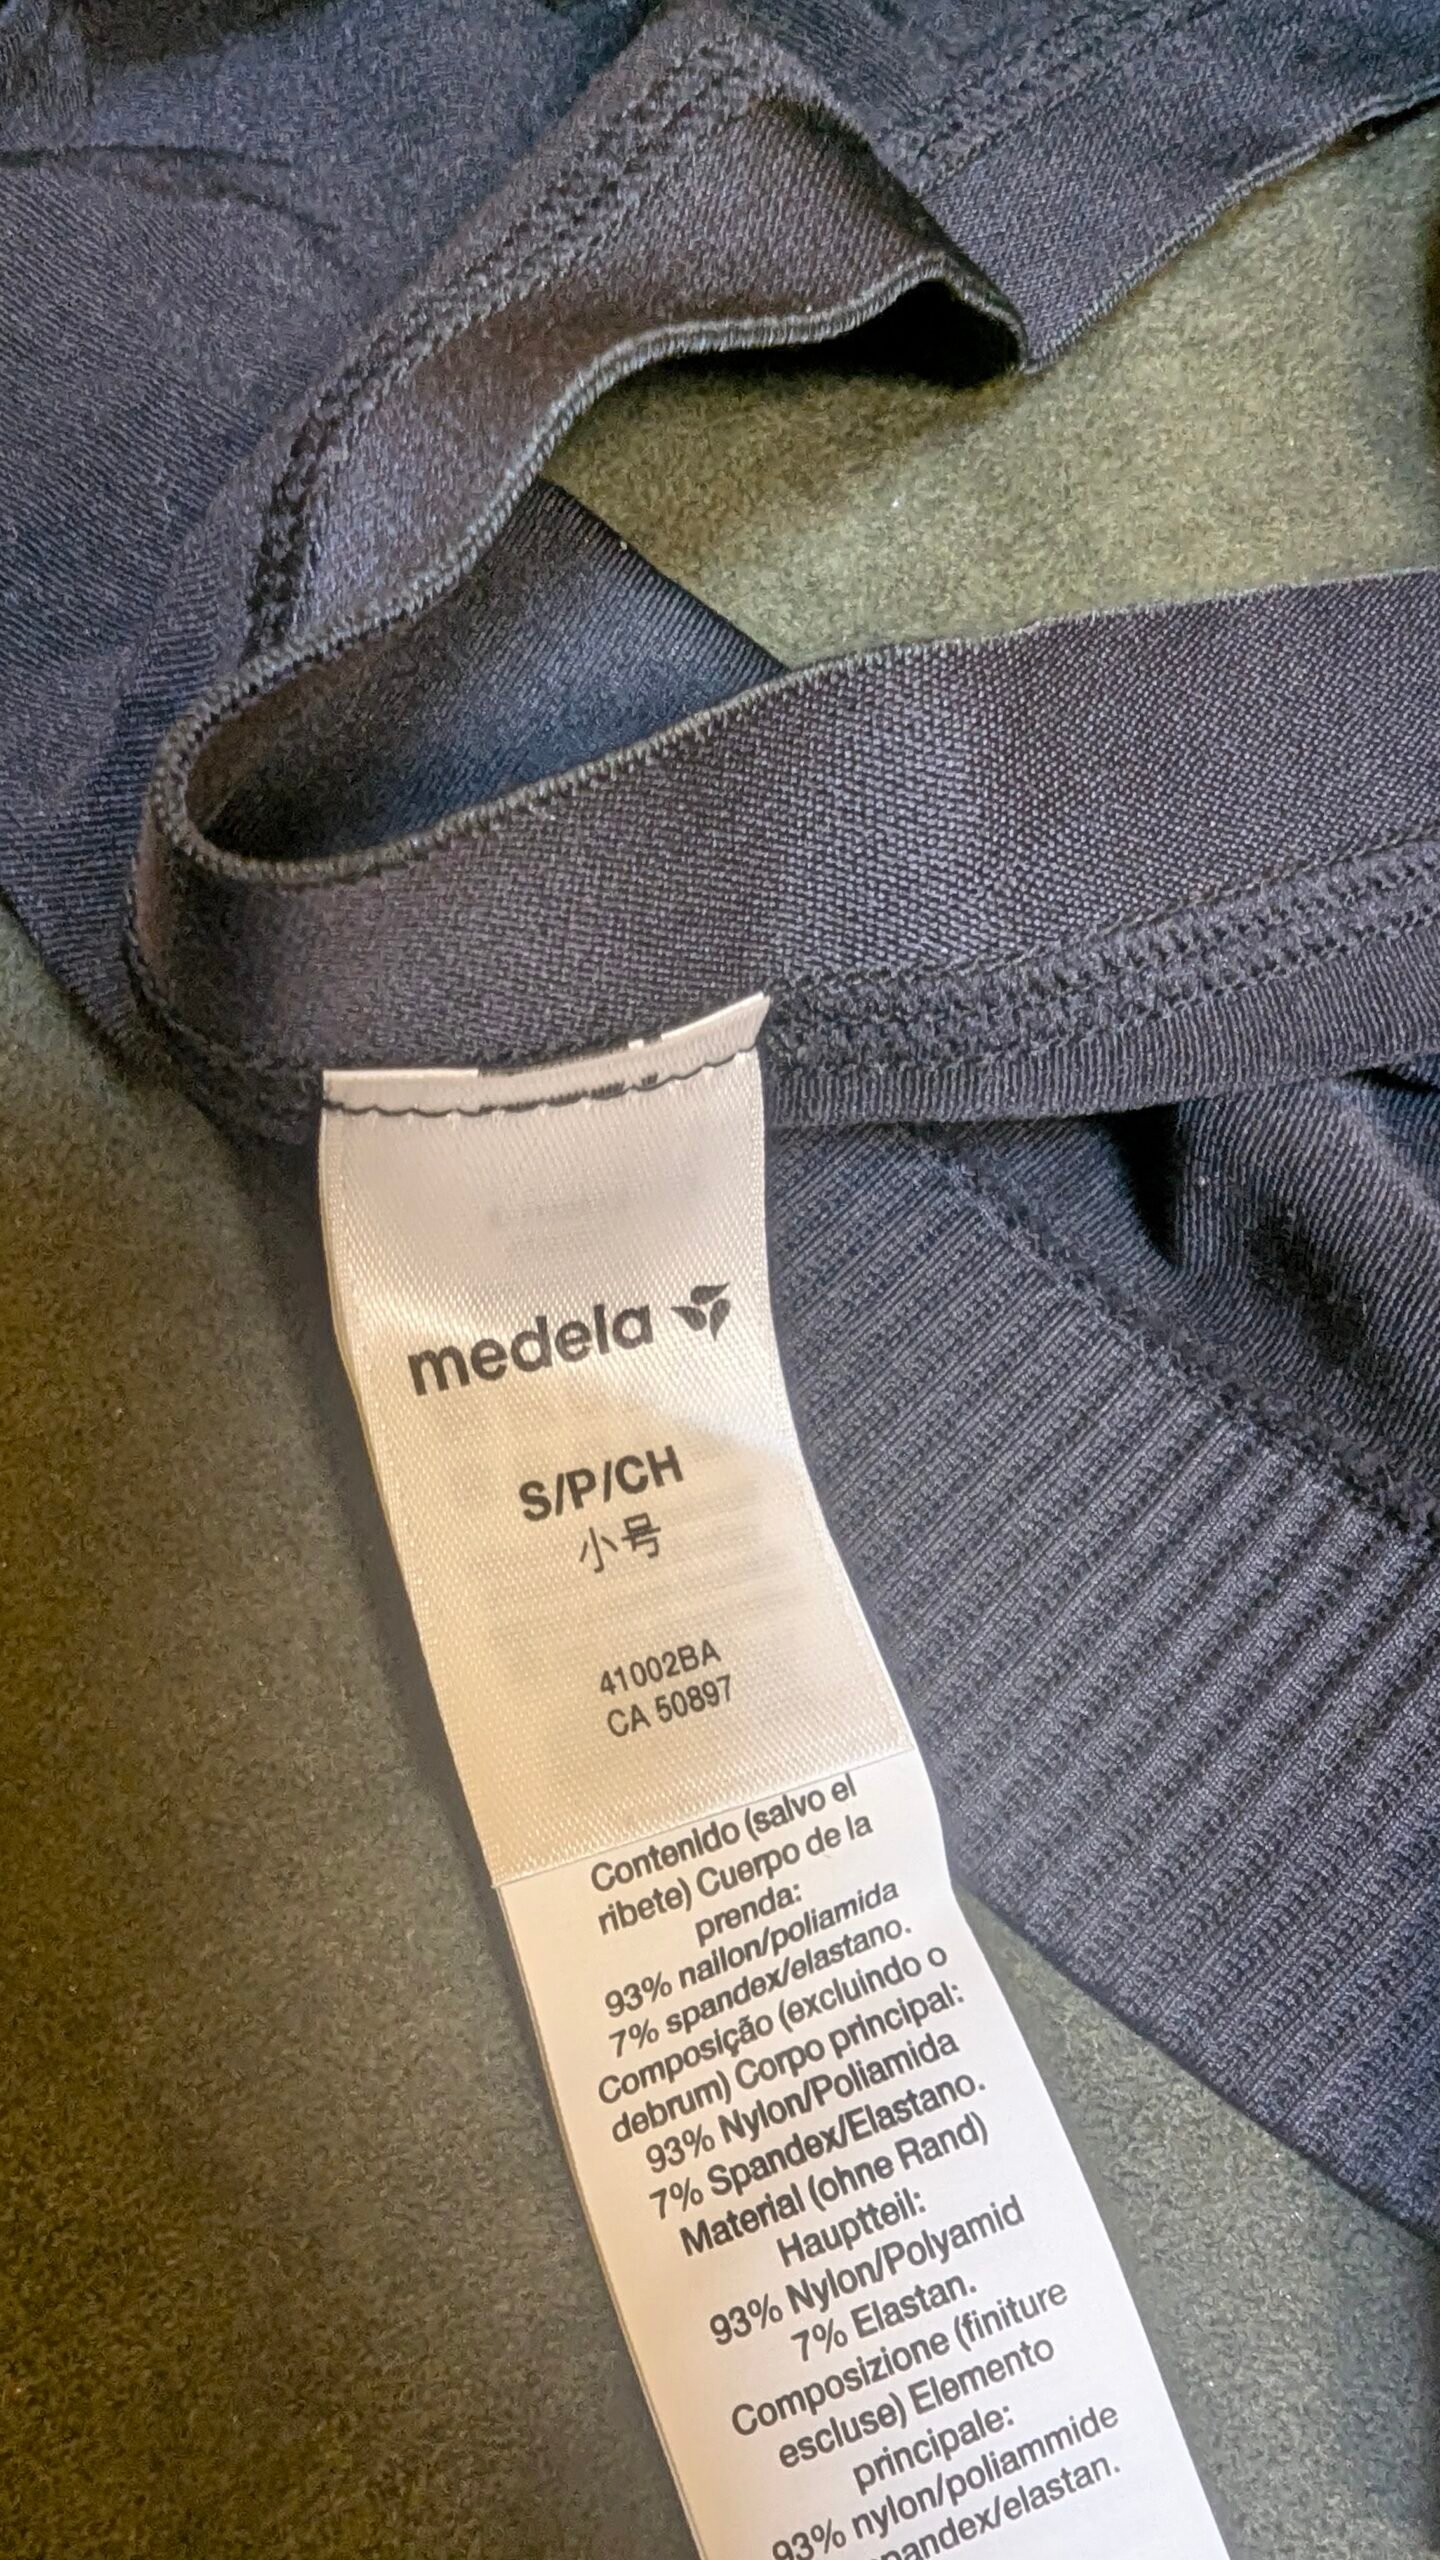 medela
S/P/CH
小号
41002BA
CA 50897
Contenido (salvo el
ribete) Cuerpo de la
prenda:
93% nailon/poliamida
7% spandex/elastano.
Composição (excluindo o
debrum) Corpo principal:
93% Nylon/Poliamida
7% Spandex/Elastano.
Material (ohne Rand)
Hauptteil:
93% Nylon/Polyamid
7% Elastan.
Composizione (finiture
escluse) Elemento
principale:
93% nylon/poliammide
pandex/elastan.